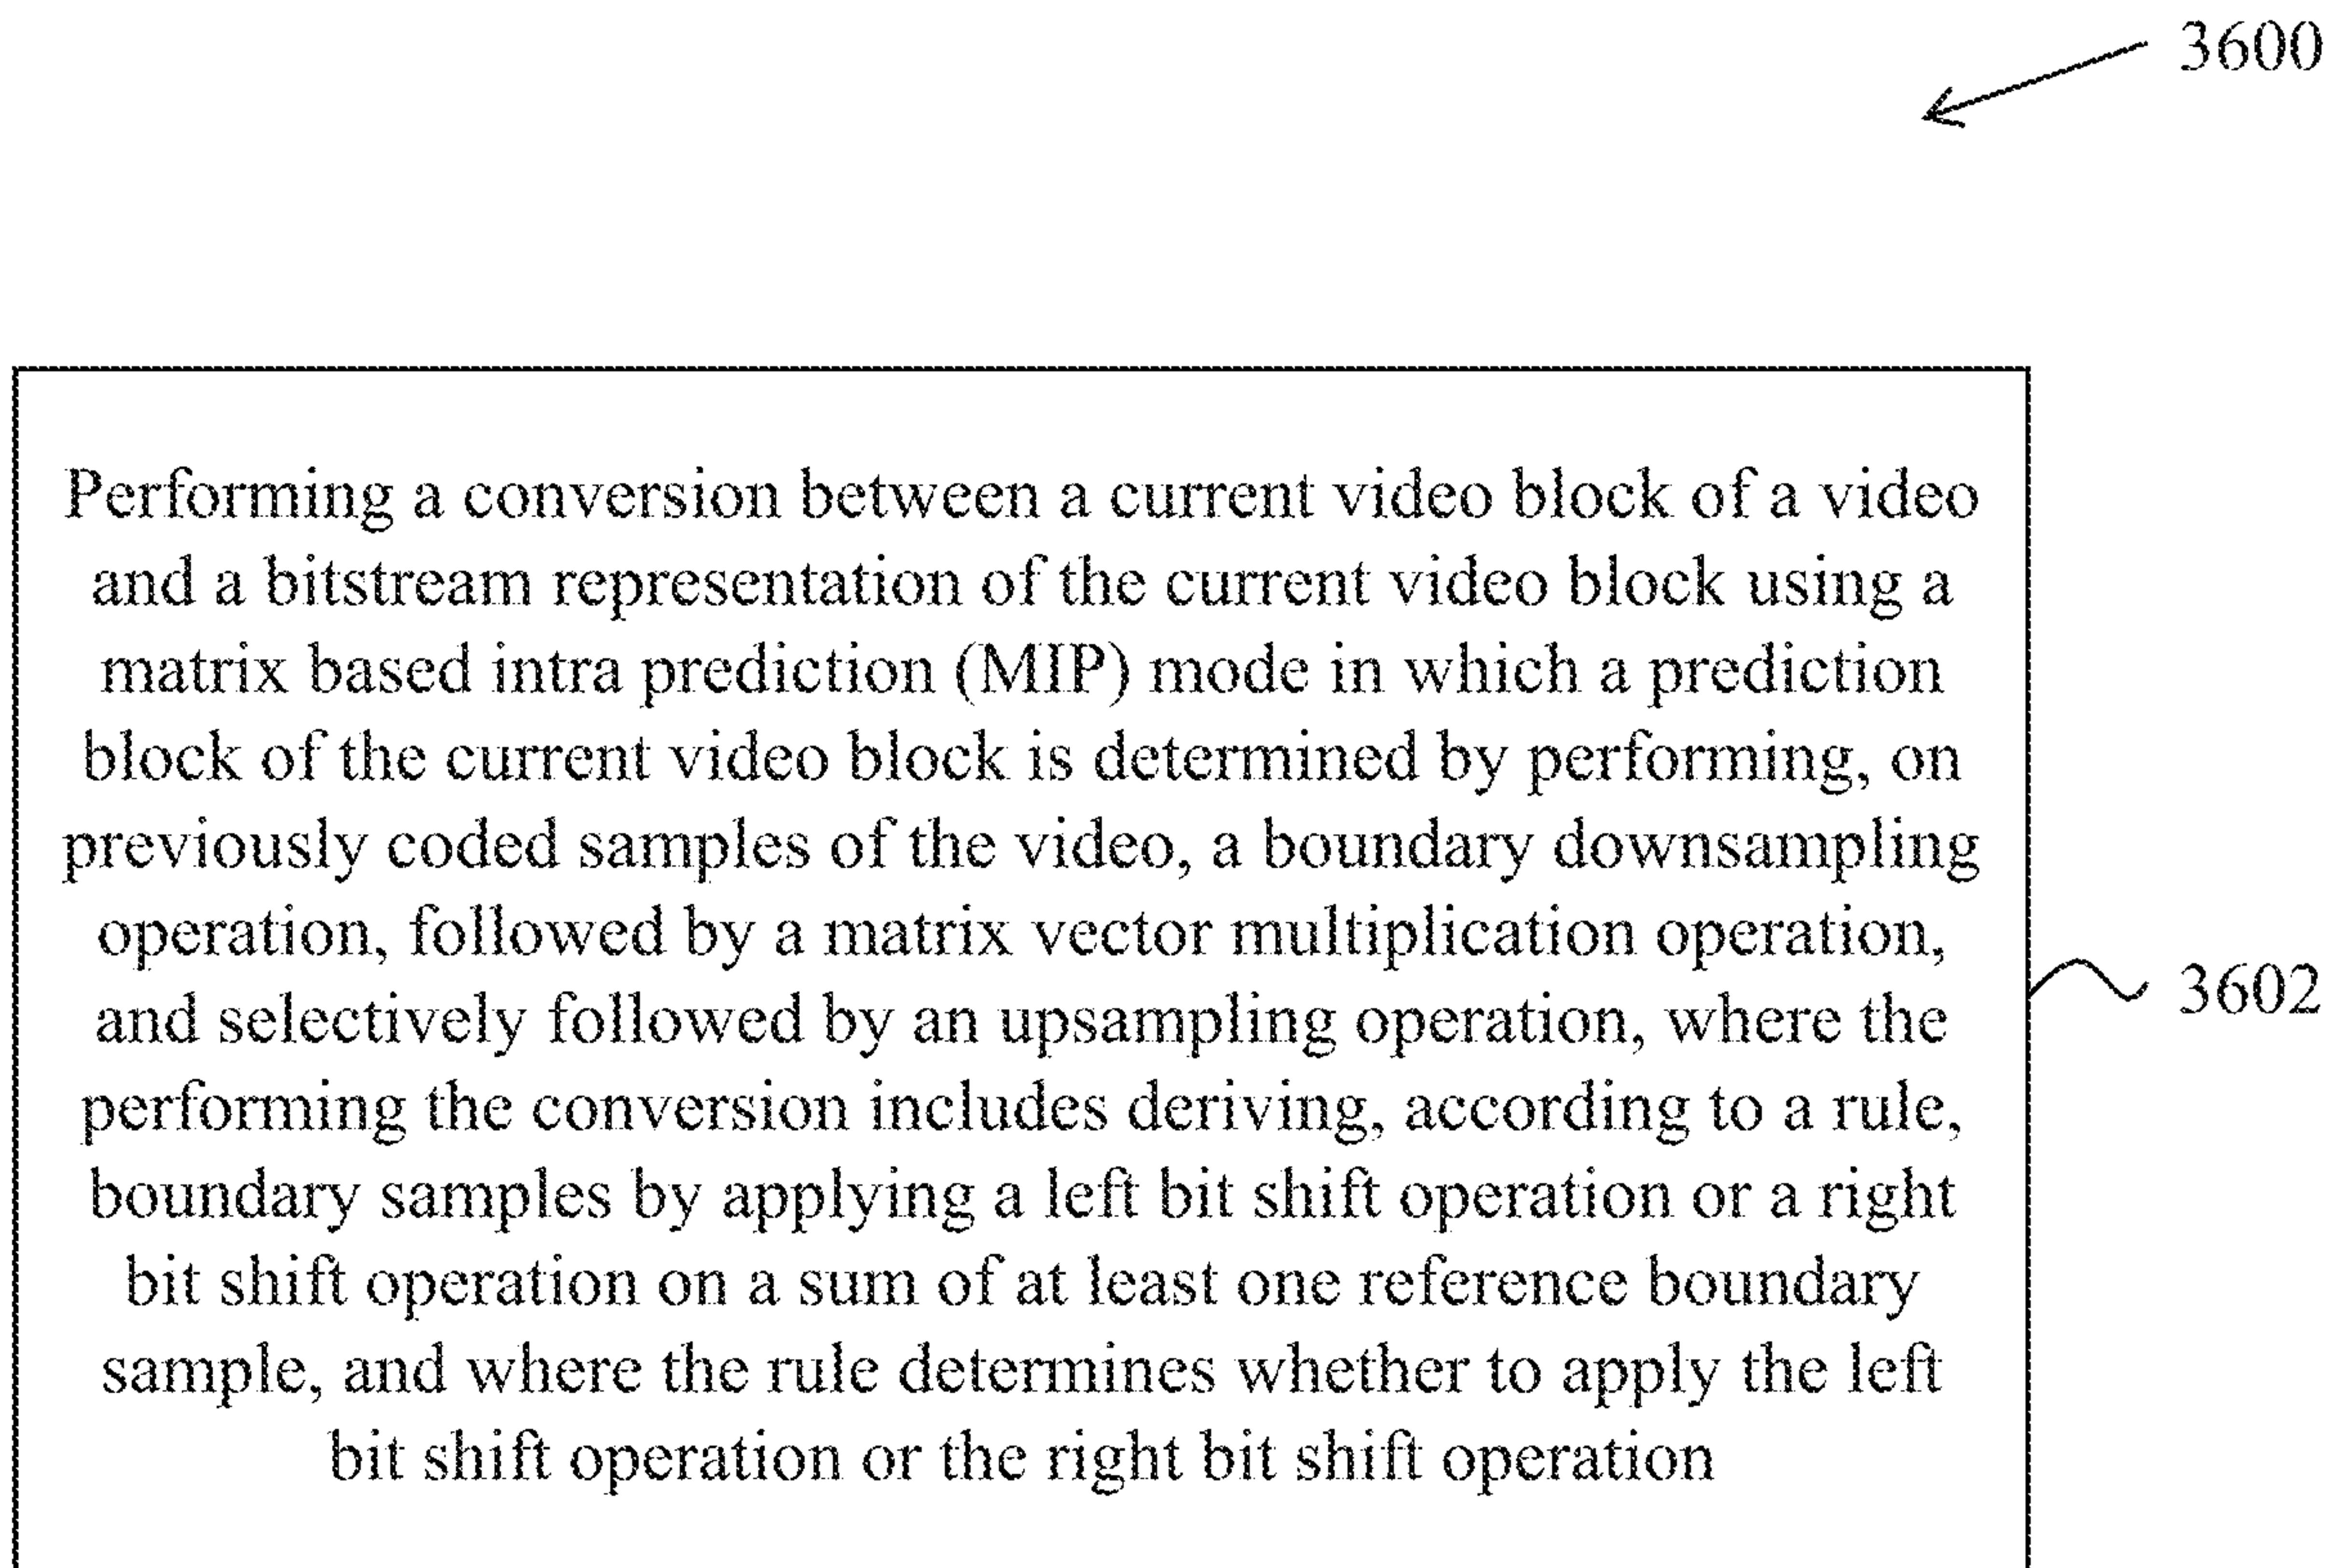 3600
Performing a conversion between a current video block of a video
and a bitstream representation of the current video block using a
matrix based intra prediction (MIP) mode in which a prediction
block of the current video block is determined by performing, on
previously coded samples of the video, a boundary downsampling
operation, followed by a matrix vector multiplication operation,
and selectively followed by an upsampling operation, where the
performing the conversion includes deriving, according to a rule,
boundary samples by applying a left bit shift operation or a right
bit shift operation on a sum of at least one reference boundary
sample, and where the rule determines whether to apply the left
bit shift operation or the right bit shift operation
3602